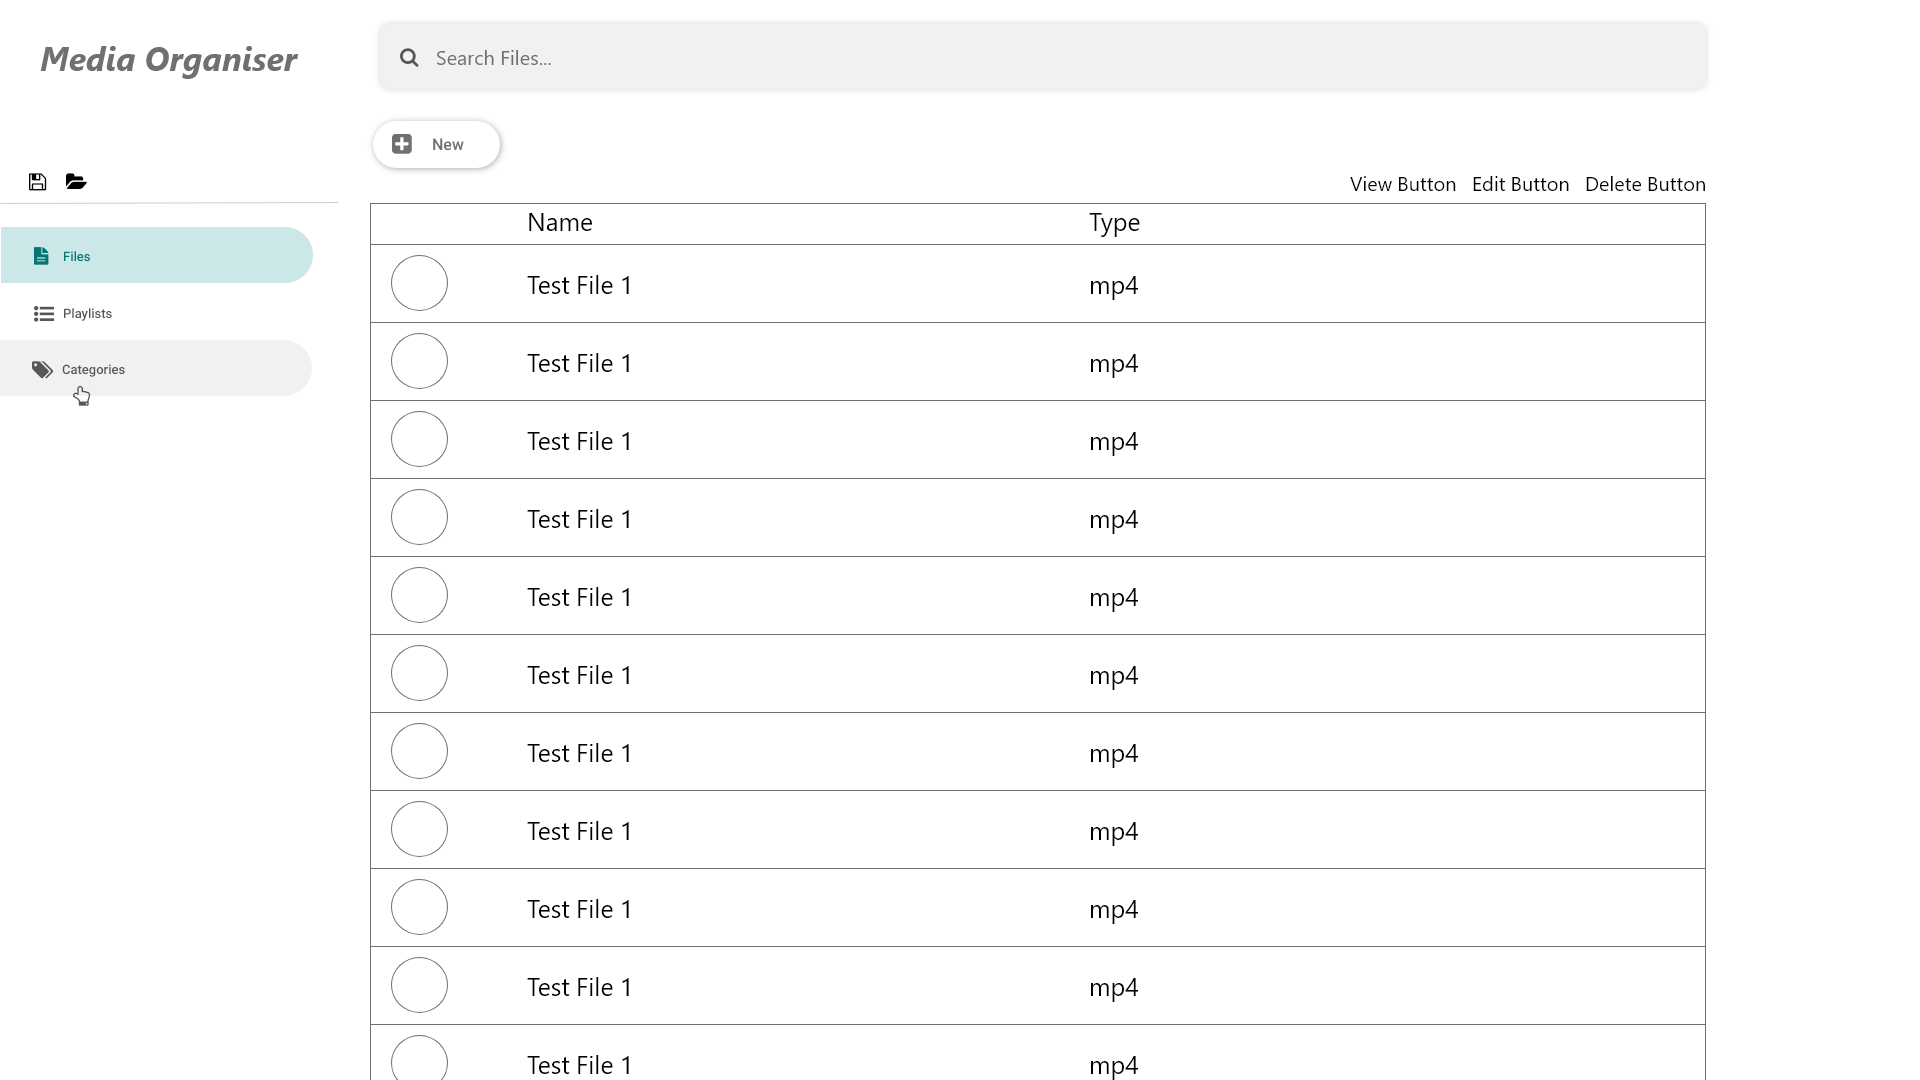 Media Organiser
Search Files...
New
View Button Edit Button Delete Button
Files
Playlists
Categories
Name Type
Test File 1 mp4
Test File 1 mp4
Test File 1 mp4
Test File 1 mp4
Test File 1 mp4
Test File 1 mp4
Test File 1 mp4
Test File 1 mp4
Test File 1 mp4
Test File 1 mp4
Test File 1 mp4